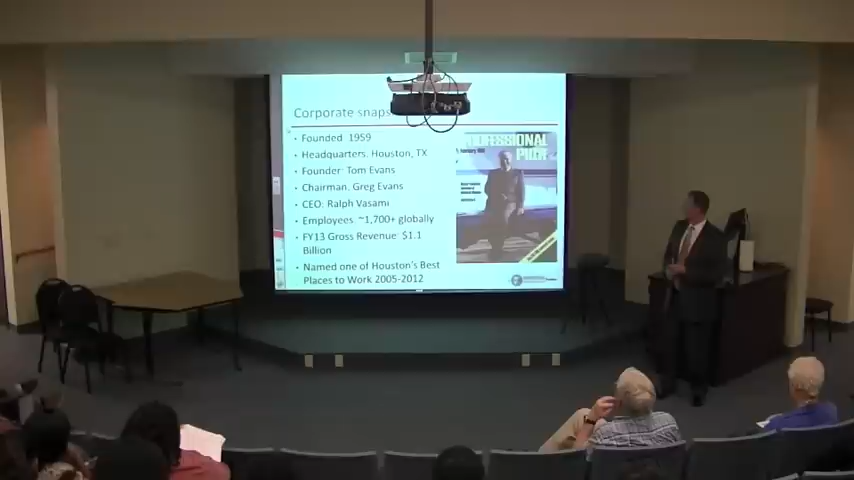 Corporate snaps
Founded: 1959
Headquarters: Houston, TX
Founder: Tom Evans
Chairman: Greg Evans
CEO: Ralph Vasami
Employees: ~1,700+ globally
FY13 Gross Revenue: $1.1
Billion
Named one of Houston's Best
Places to Work 2005-2012
PROFESSIONAL
PILOT